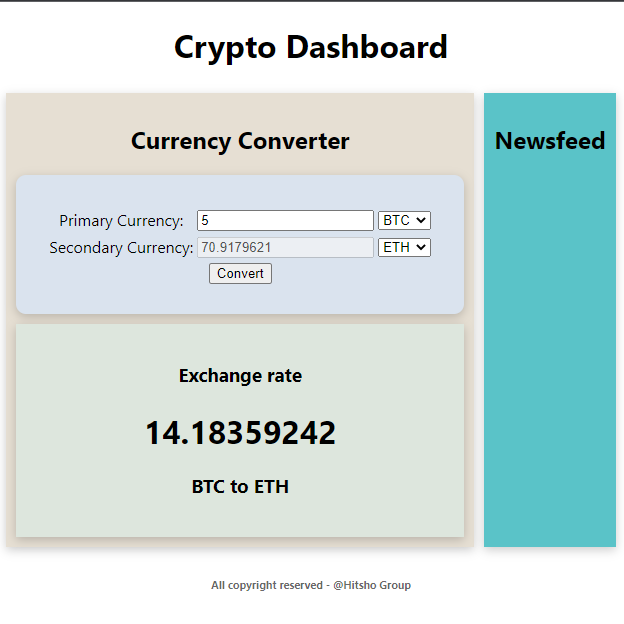 Crypto Dashboard
Currency Converter
Primary Currency: 5 BTC
Secondary Currency: 70.9179621 ETH
Convert
Exchange rate
14.18359242
BTC to ETH
Newsfeed
All copyright reserved - @Hitsho Group